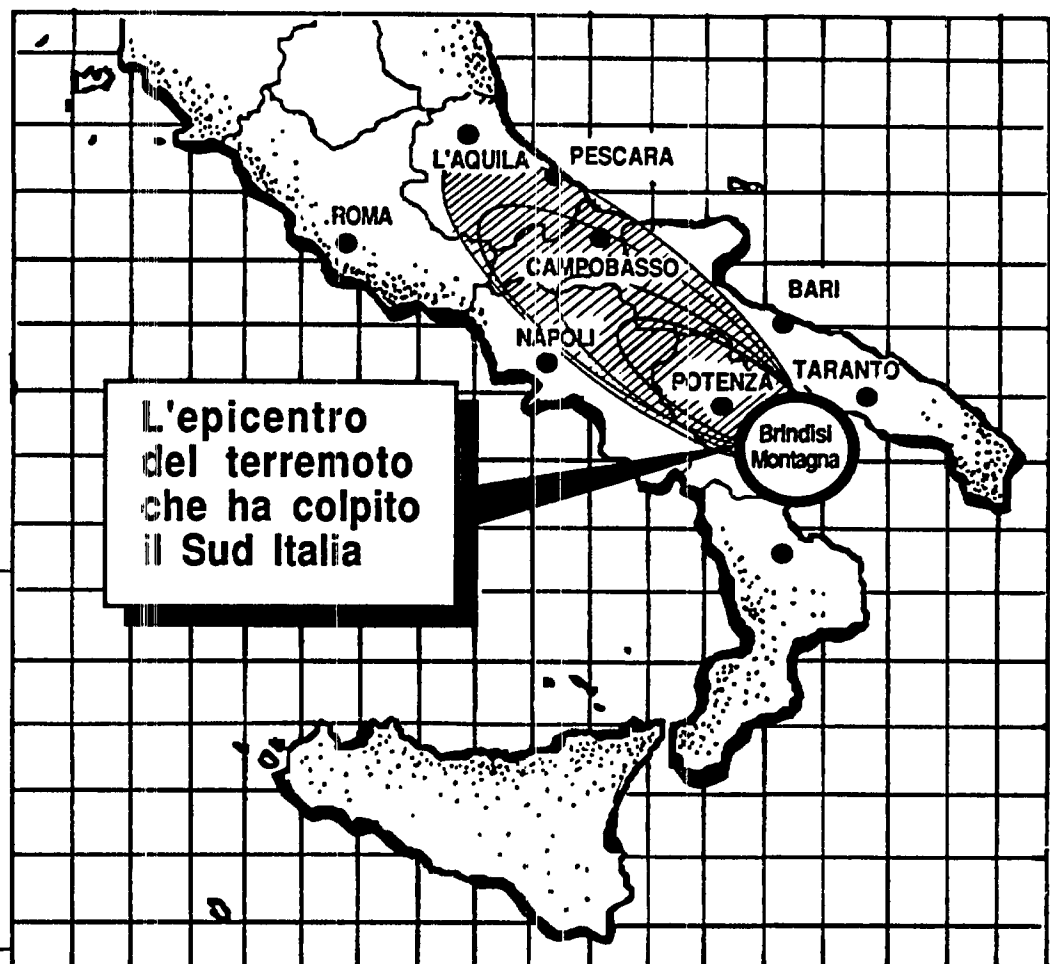 L'AQUILA
PESCARA
ROMA
CAMPOBASSO
BARI
NAPOLI
POTENZA
TARANTO
Brindisi
Montagna
L'epicentro
del terremoto
che ha colpito
il Sud Italia